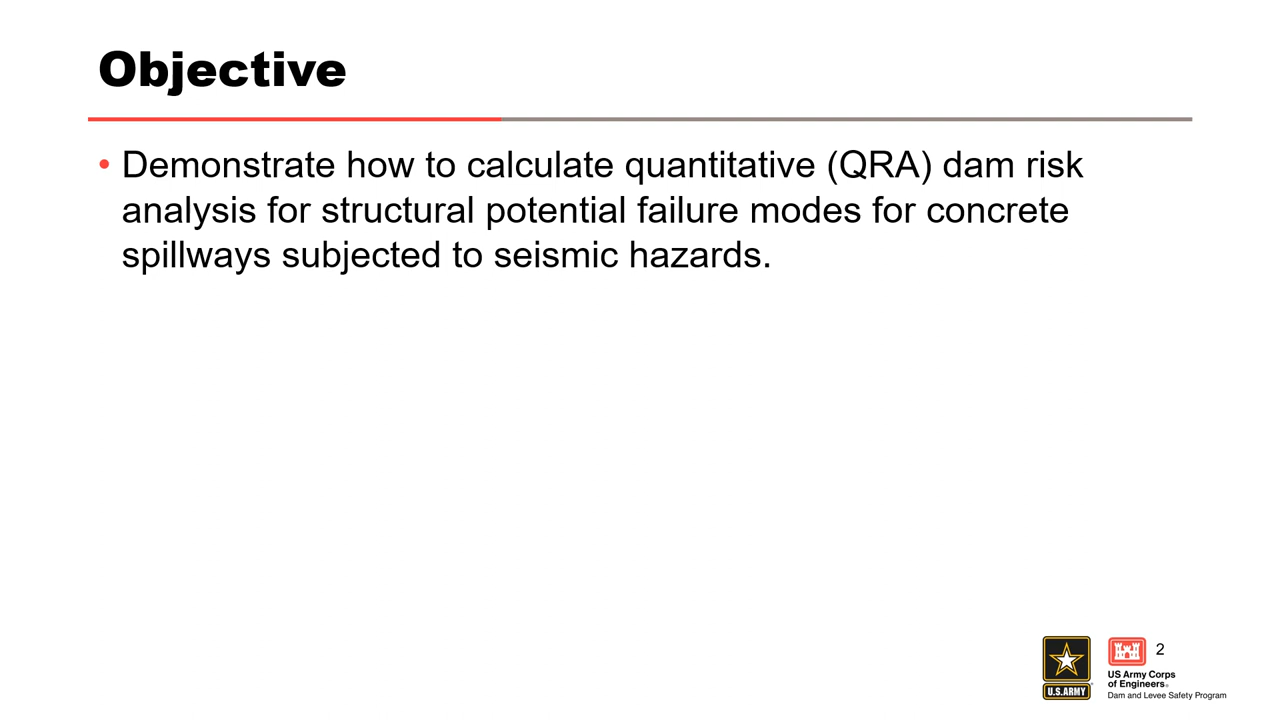 Objective
• Demonstrate how to calculate quantitative (QRA) dam risk
analysis for structural potential failure modes for concrete
spillways subjected to seismic hazards.
2
U.S.ARMY
US Army Corps
of Engineers®
Dam and Levee Safety Program